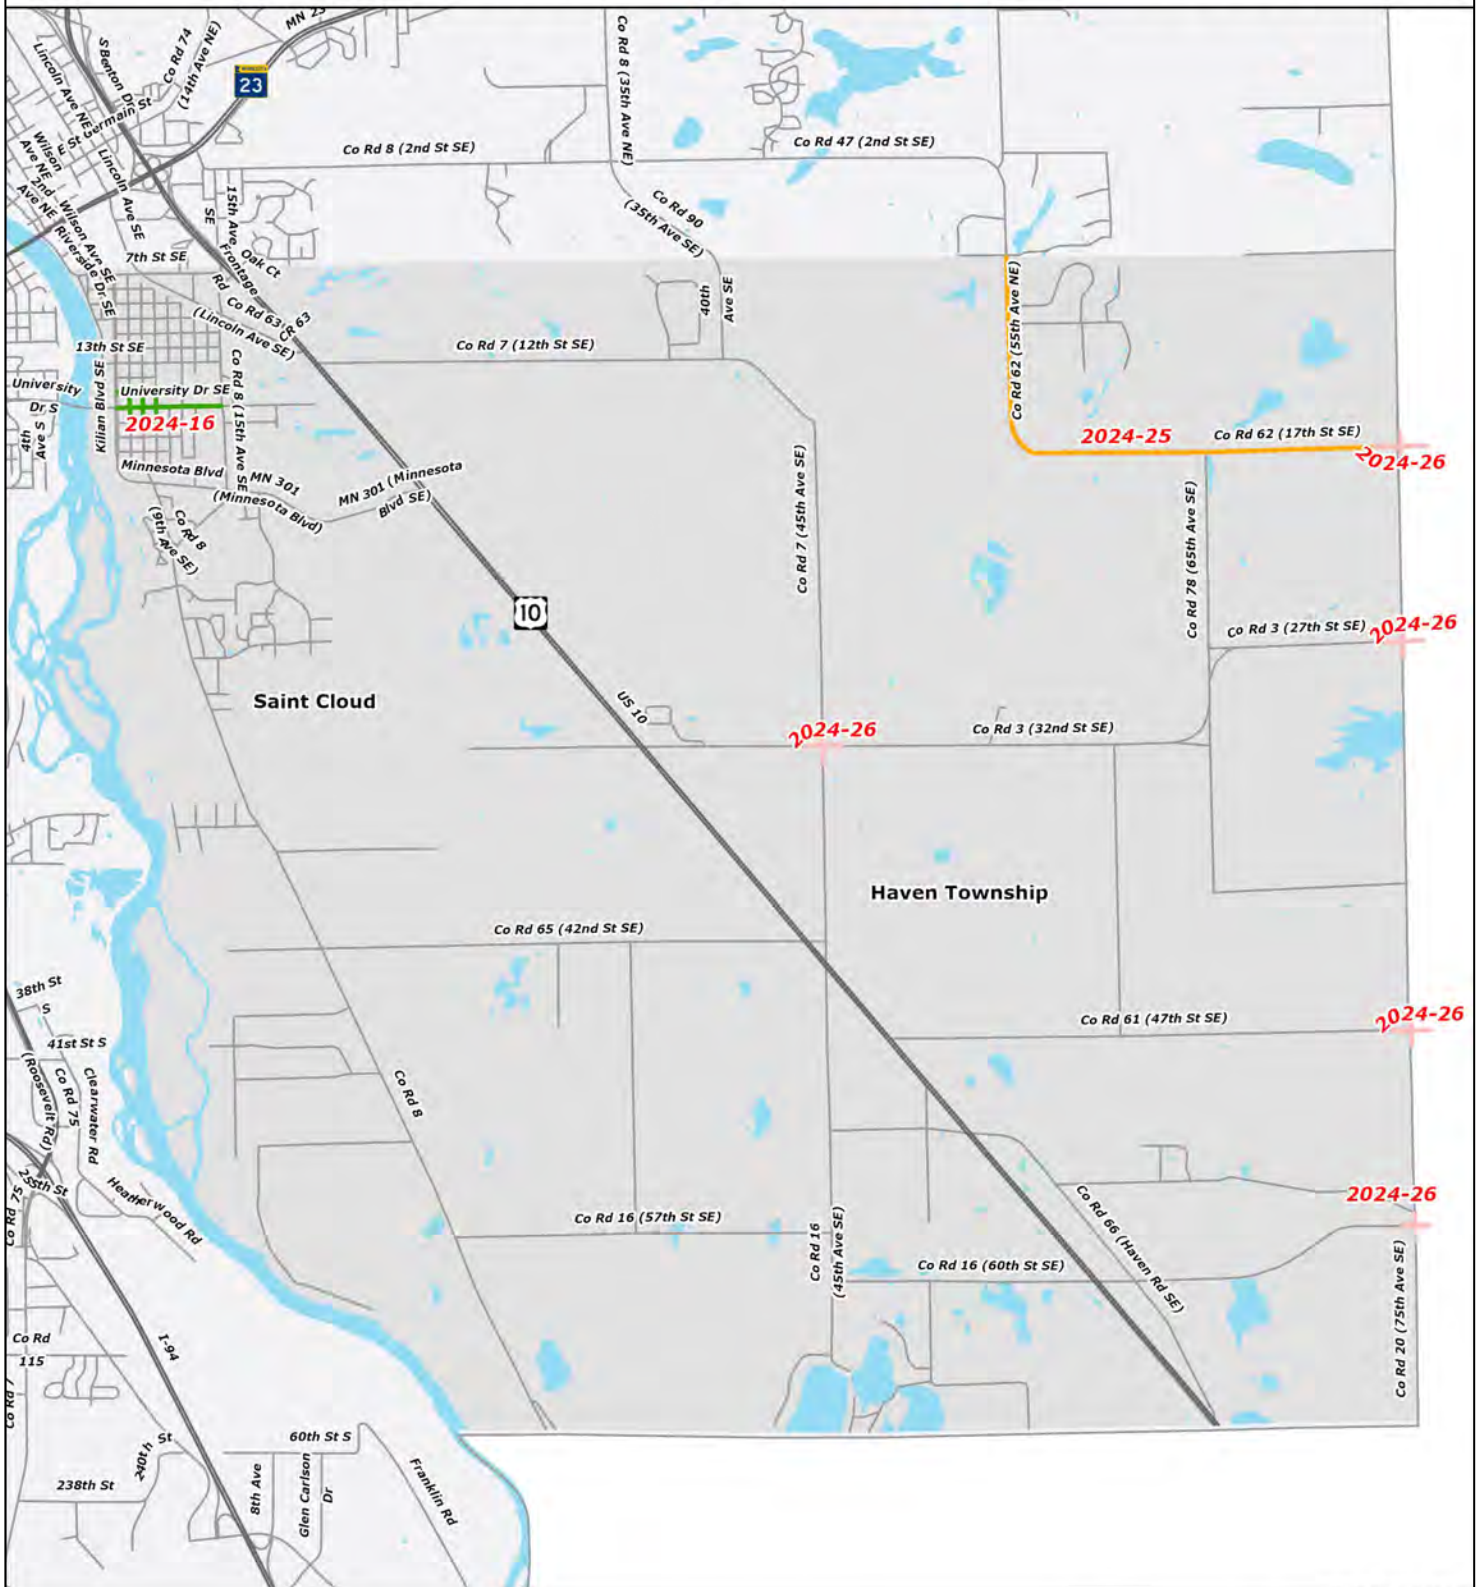 MN 23
Co Rd 74
(14th Ave NE)
S Benton Dr
Lincoln Ave NE
MINNESOTA
23
E St Germain St
Co Rd 8 (35th Ave NE)
Co Rd 8 (2nd St SE)
Co Rd 47 (2nd St SE)
Wilson
Ave NE
2nd
Ave NE
Lincoln Ave SE
Wilson Ave SE
Riverside Dr SE
15th Ave
SE
Co Rd 90
(35th Ave SE)
7th St SE
Oak Ct
Frontage
Rd
Co Rd 63
(Lincoln Ave SE)
CR 63
40th
Ave SE
Co Rd 62 (55th Ave NE)
13th St SE
Co Rd 7 (12th St SE)
University
Dr S
University Dr SE
2024-16
Kilian Blvd SE
Co Rd 8 (15th Ave SE)
4th
Ave S
2024-25
Co Rd 62 (17th St SE)
2024-26
Minnesota Blvd
MN 301
(Minnesota Blvd)
MN 301 (Minnesota
Blvd SE)
Co Rd 8
(9th Ave SE)
Co Rd 7 (45th Ave SE)
Co Rd 78 (65th Ave SE)
10
Co Rd 3 (27th St SE)
2024-26
Saint Cloud
US 10
2024-26
Co Rd 3 (32nd St SE)
Haven Township
Co Rd 65 (42nd St SE)
38th St
S
41st St S
Co Rd 61 (47th St SE)
2024-26
(Roosevelt Rd)
Co Rd 75
Clearwater Rd
Co Rd 8
255th St
Heatherwood Rd
Co Rd 75
2024-26
Co Rd 16 (57th St SE)
Co Rd 16
(45th Ave SE)
Co Rd 66 (Haven Rd SE)
Co Rd 16 (60th St SE)
Co Rd 20 (75th Ave SE)
Co Rd
115
I-94
Co Rd 7
240th St
60th St S
238th St
8th Ave
Glen Carlson
Dr
Franklin Rd